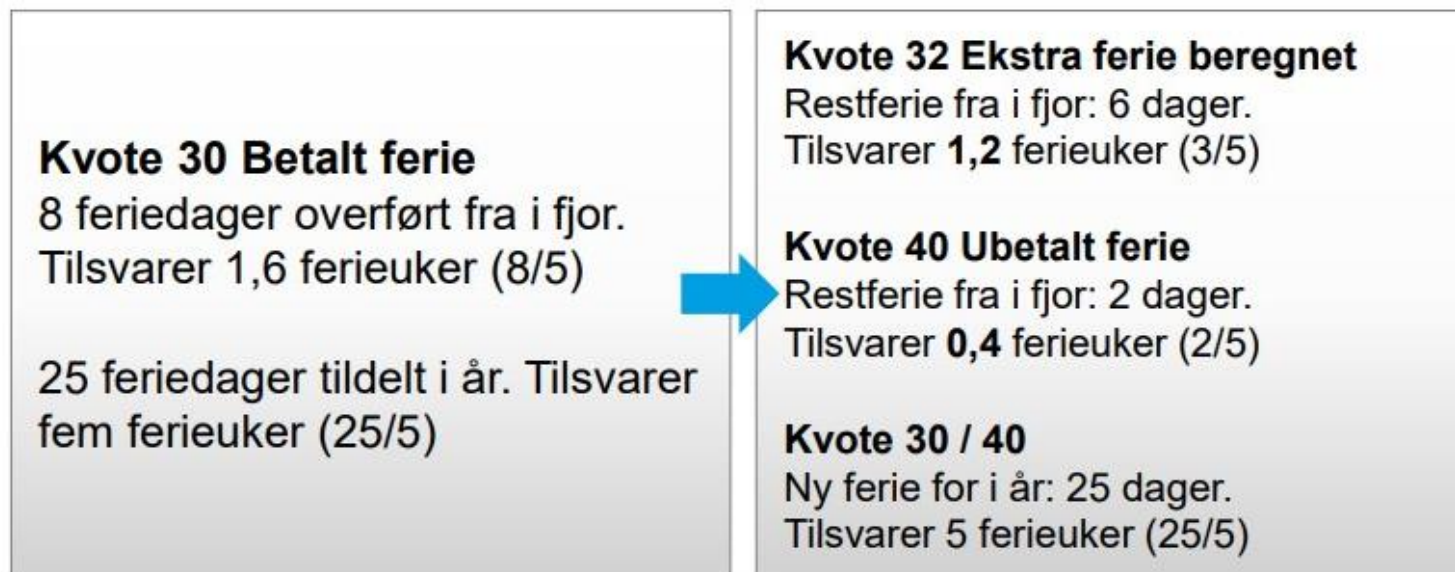 Kvote 30 Betalt ferie
8 feriedager overført fra i fjor.
Tilsvarer 1,6 ferieuker (8/5)
25 feriedager tildelt i år. Tilsvarer
fem ferieuker (25/5)
Kvote 32 Ekstra ferie beregnet
Restferie fra i fjor: 6 dager.
Tilsvarer 1,2 ferieuker (3/5)
Kvote 40 Ubetalt ferie
Restferie fra i fjor: 2 dager.
Tilsvarer 0,4 ferieuker (2/5)
Kvote 30 / 40
Ny ferie for i år: 25 dager.
Tilsvarer 5 ferieuker (25/5)